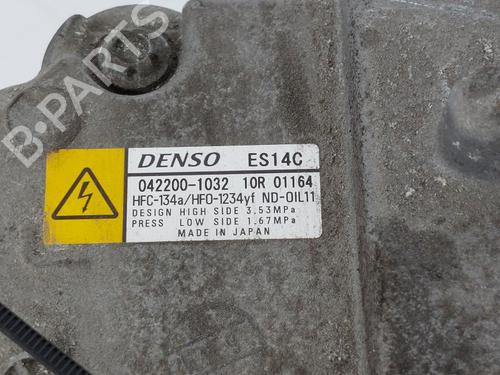 B-PARTS
DENSO ES14C
042200-1032 10R 01164
HFC-134a/HFO-1234yf ND-OIL11
DESIGN HIGH SIDE 3.53MPa
PRESS LOW SIDE 1.67MPa
MADE IN JAPAN